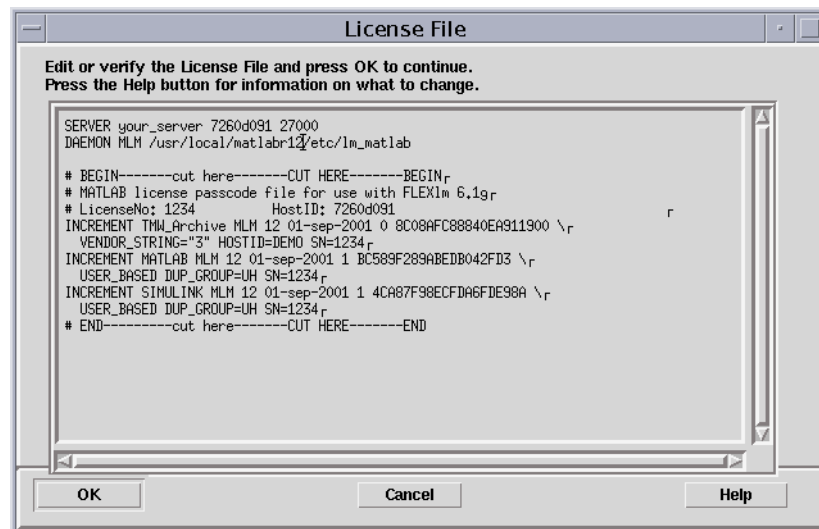 License File
Edit or verify the License File and press OK to continue.
Press the Help button for information on what to change.
SERVER your_server 7260d091 27000
DAEMON MLM /usr/local/matlabr12/etc/lm_matlab
# BEGIN-------cut here-------CUT HERE-------BEGIN┌
# MATLAB license passcode file for use with FLEXlm 6.1g┌
# LicenseNo: 1234 HostID: 7260d091 ┌
INCREMENT TMW_Archive MLM 12 01-sep-2001 0 8C08AFC88840EA911900 \┌
VENDOR_STRING="3" HOSTID=DEMO SN=1234┌
INCREMENT MATLAB MLM 12 01-sep-2001 1 BC589F289ABEDB042FD3 \┌
USER_BASED DUP_GROUP=UH SN=1234┌
INCREMENT SIMULINK MLM 12 01-sep-2001 1 4CA87F98ECFDA6FDE98A \┌
USER_BASED DUP_GROUP=UH SN=1234┌
# END---------cut here-------CUT HERE-------END
OK Cancel Help